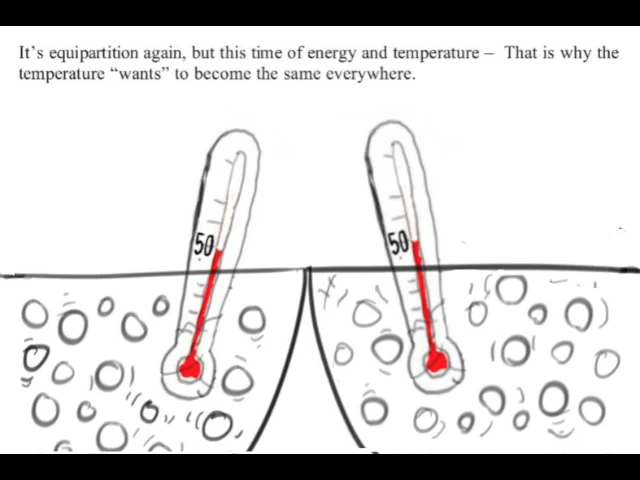 It’s equipartition again, but this time of energy and temperature – That is why the
temperature “wants” to become the same everywhere.
50
50